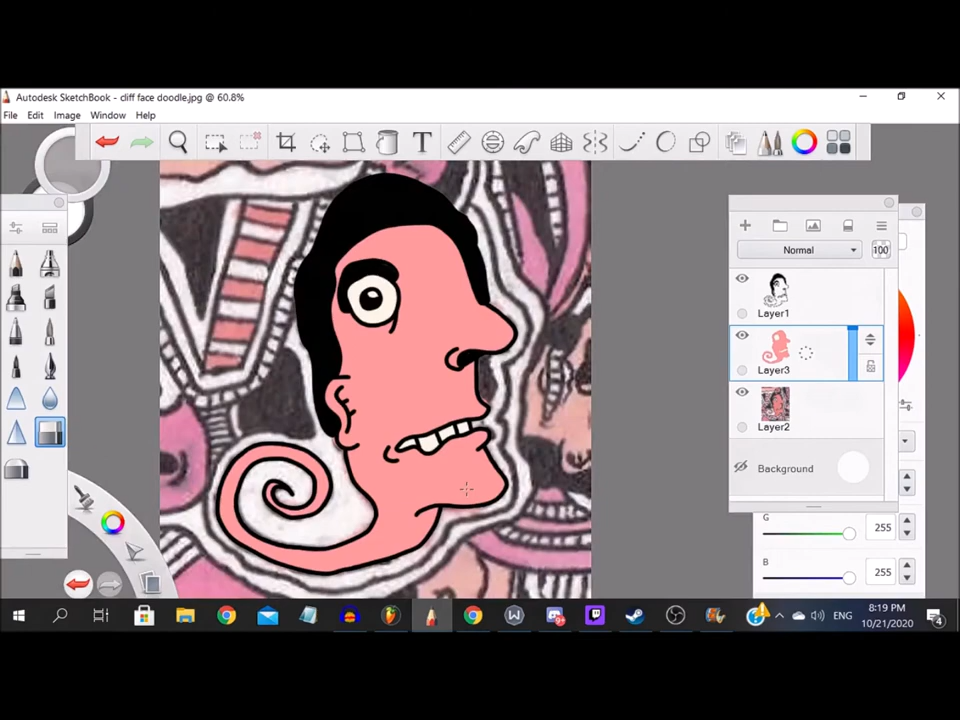 Autodesk SketchBook - cliff face doodle.jpg @ 60.8%
File Edit Image Window Help
T
Normal 100
Layer1
Layer3
Layer2
Background
G 255
B 255
ENG
8:19 PM
10/21/2020
4